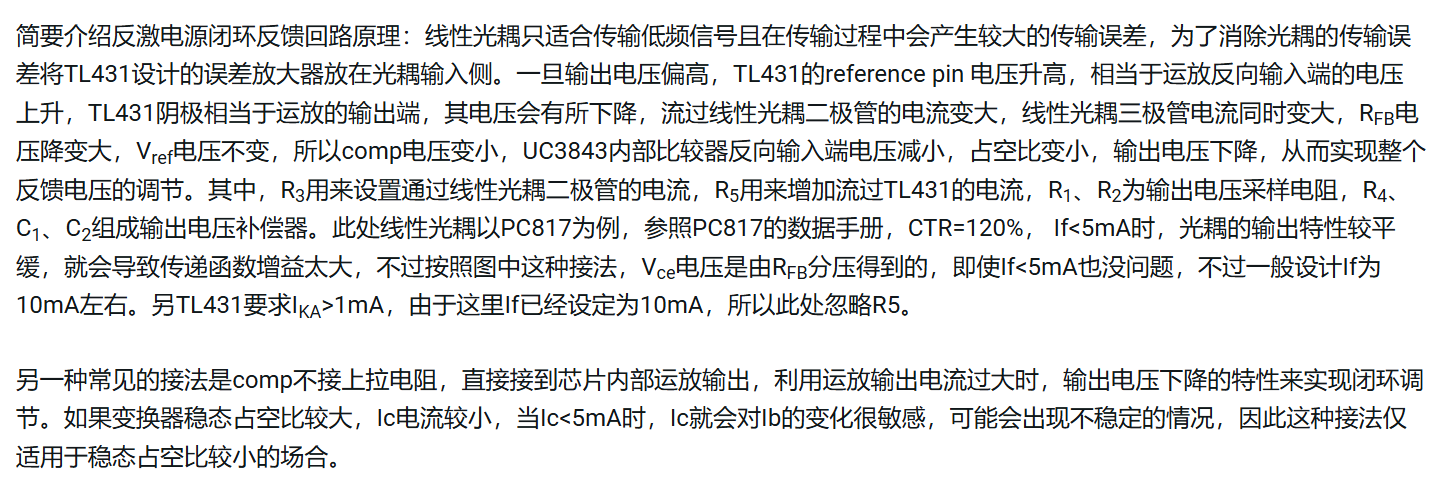 简要介绍反激电源闭环反馈回路原理：线性光耦只适合传输低频信号且在传输过程中会产生较大的传输误差，为了消除光耦的传输误
差将TL431设计的误差放大器放在光耦输入侧。一旦输出电压偏高，TL431的reference pin 电压升高，相当于运放反向输入端的电压
上升，TL431阴极相当于运放的输出端，其电压会有所下降，流过线性光耦二极管的电流变大，线性光耦三极管电流同时变大，R_FB电
压降变大，V_ref电压不变，所以comp电压变小，UC3843内部比较器反向输入端电压减小，占空比变小，输出电压下降，从而实现整个
反馈电压的调节。其中，R₃用来设置通过线性光耦二极管的电流，R₅用来增加流过TL431的电流，R₁、R₂为输出电压采样电阻，R₄、
C₁、C₂组成输出电压补偿器。此处线性光耦以PC817为例，参照PC817的数据手册，CTR=120%， If<5mA时，光耦的输出特性较平
缓，就会导致传递函数增益太大，不过按照图中这种接法，V_ce电压是由R_FB分压得到的，即使If<5mA也没问题，不过一般设计If为
10mA左右。另TL431要求I_KA>1mA，由于这里If已经设定为10mA，所以此处忽略R5。
另一种常见的接法是comp不接上拉电阻，直接接到芯片内部运放输出，利用运放输出电流过大时，输出电压下降的特性来实现闭环调
节。如果变换器稳态占空比较大，Ic电流较小，当Ic<5mA时，Ic就会对Ib的变化很敏感，可能会出现不稳定的情况，因此这种接法仅
适用于稳态占空比较小的场合。